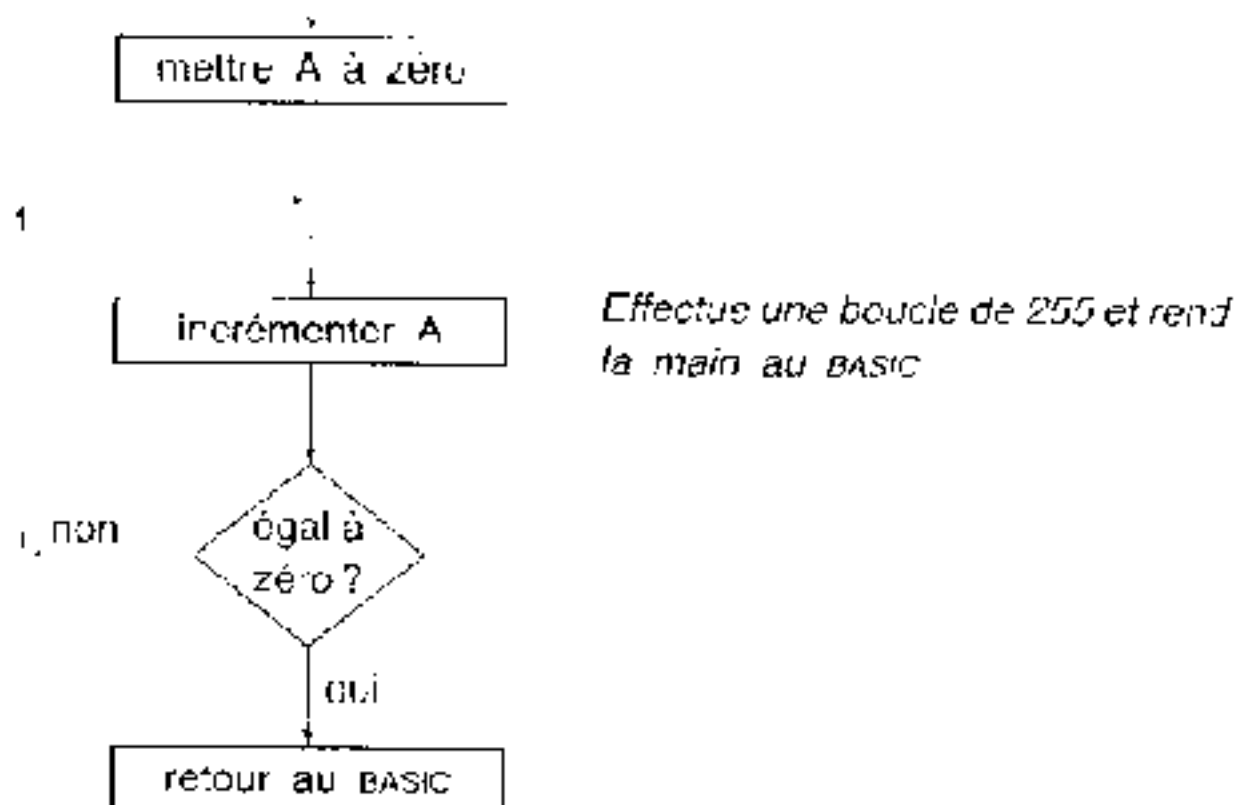 mettre A à zéro
incrémenter A
Effectue une boucle de 255 et rend
la main au BASIC
non
égal à
zéro ?
oui
retour au BASIC